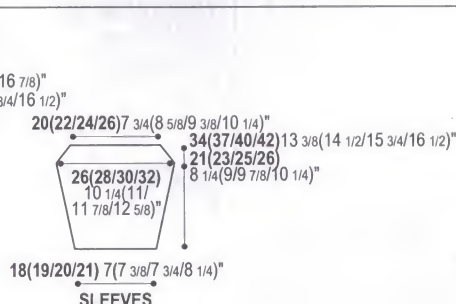 16 7/8)"
3/4/16 1/2)"
20(22/24/26)7 3/4(8 5/8/9 3/8/10 1/4)"
34(37/40/42)13 3/8(14 1/2/15 3/4/16 1/2)"
21(23/25/26)
8 1/4(9/9 7/8/10 1/4)"
26(28/30/32)
10 1/4(11/
11 7/8/12 5/8)"
18(19/20/21) 7(7 3/8/7 3/4/8 1/4)"
SLEEVES